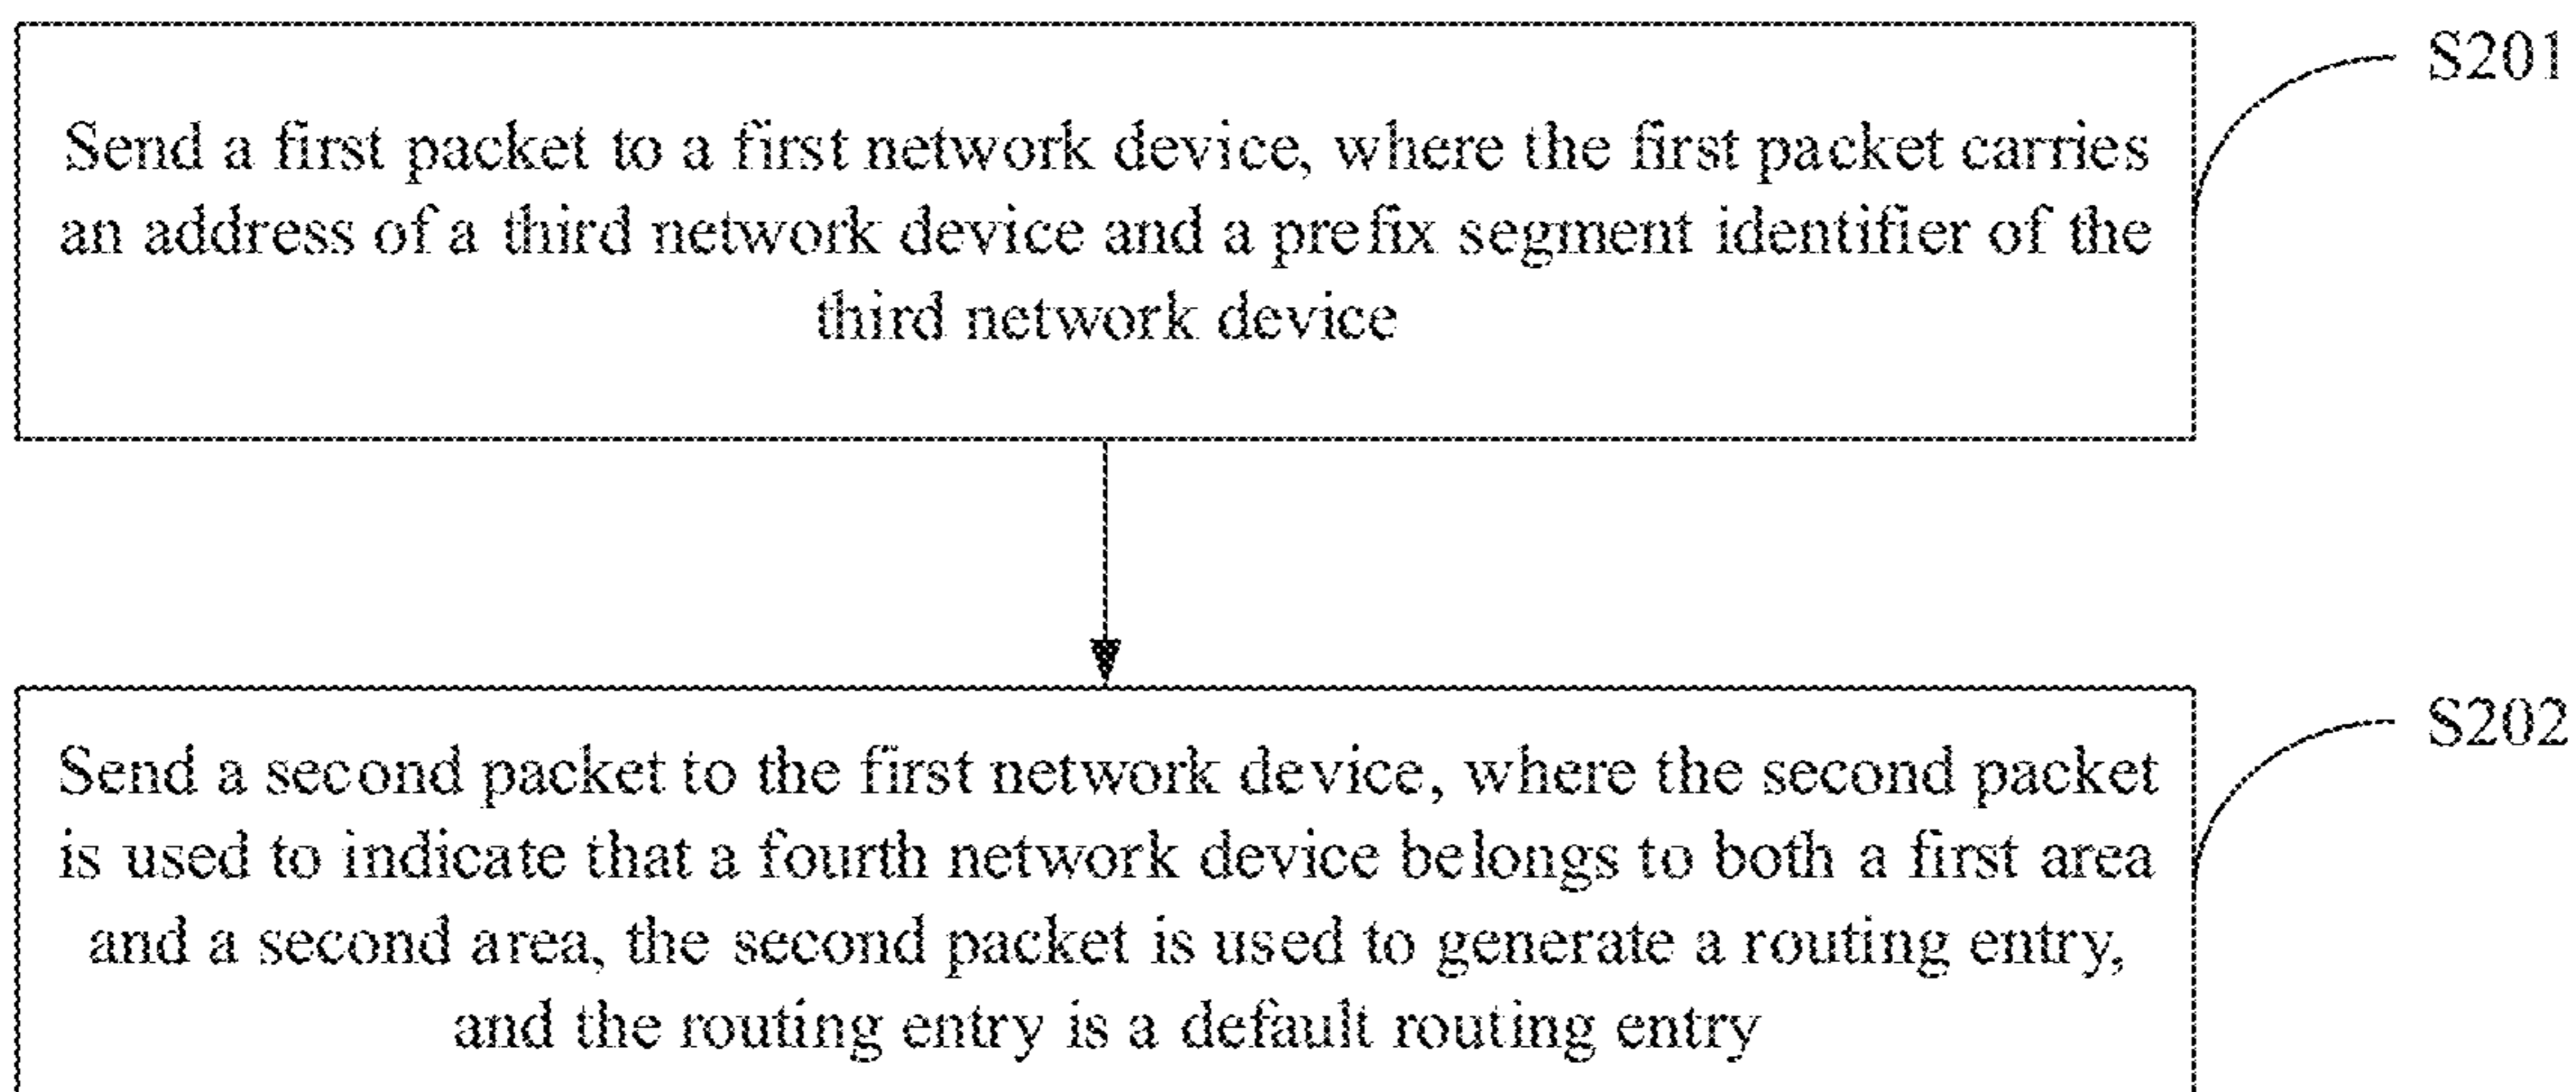 S201
Send a first packet to a first network device, where the first packet carries
an address of a third network device and a prefix segment identifier of the
third network device
S202
Send a second packet to the first network device, where the second packet
is used to indicate that a fourth network device belongs to both a first area
and a second area, the second packet is used to generate a routing entry,
and the routing entry is a default routing entry